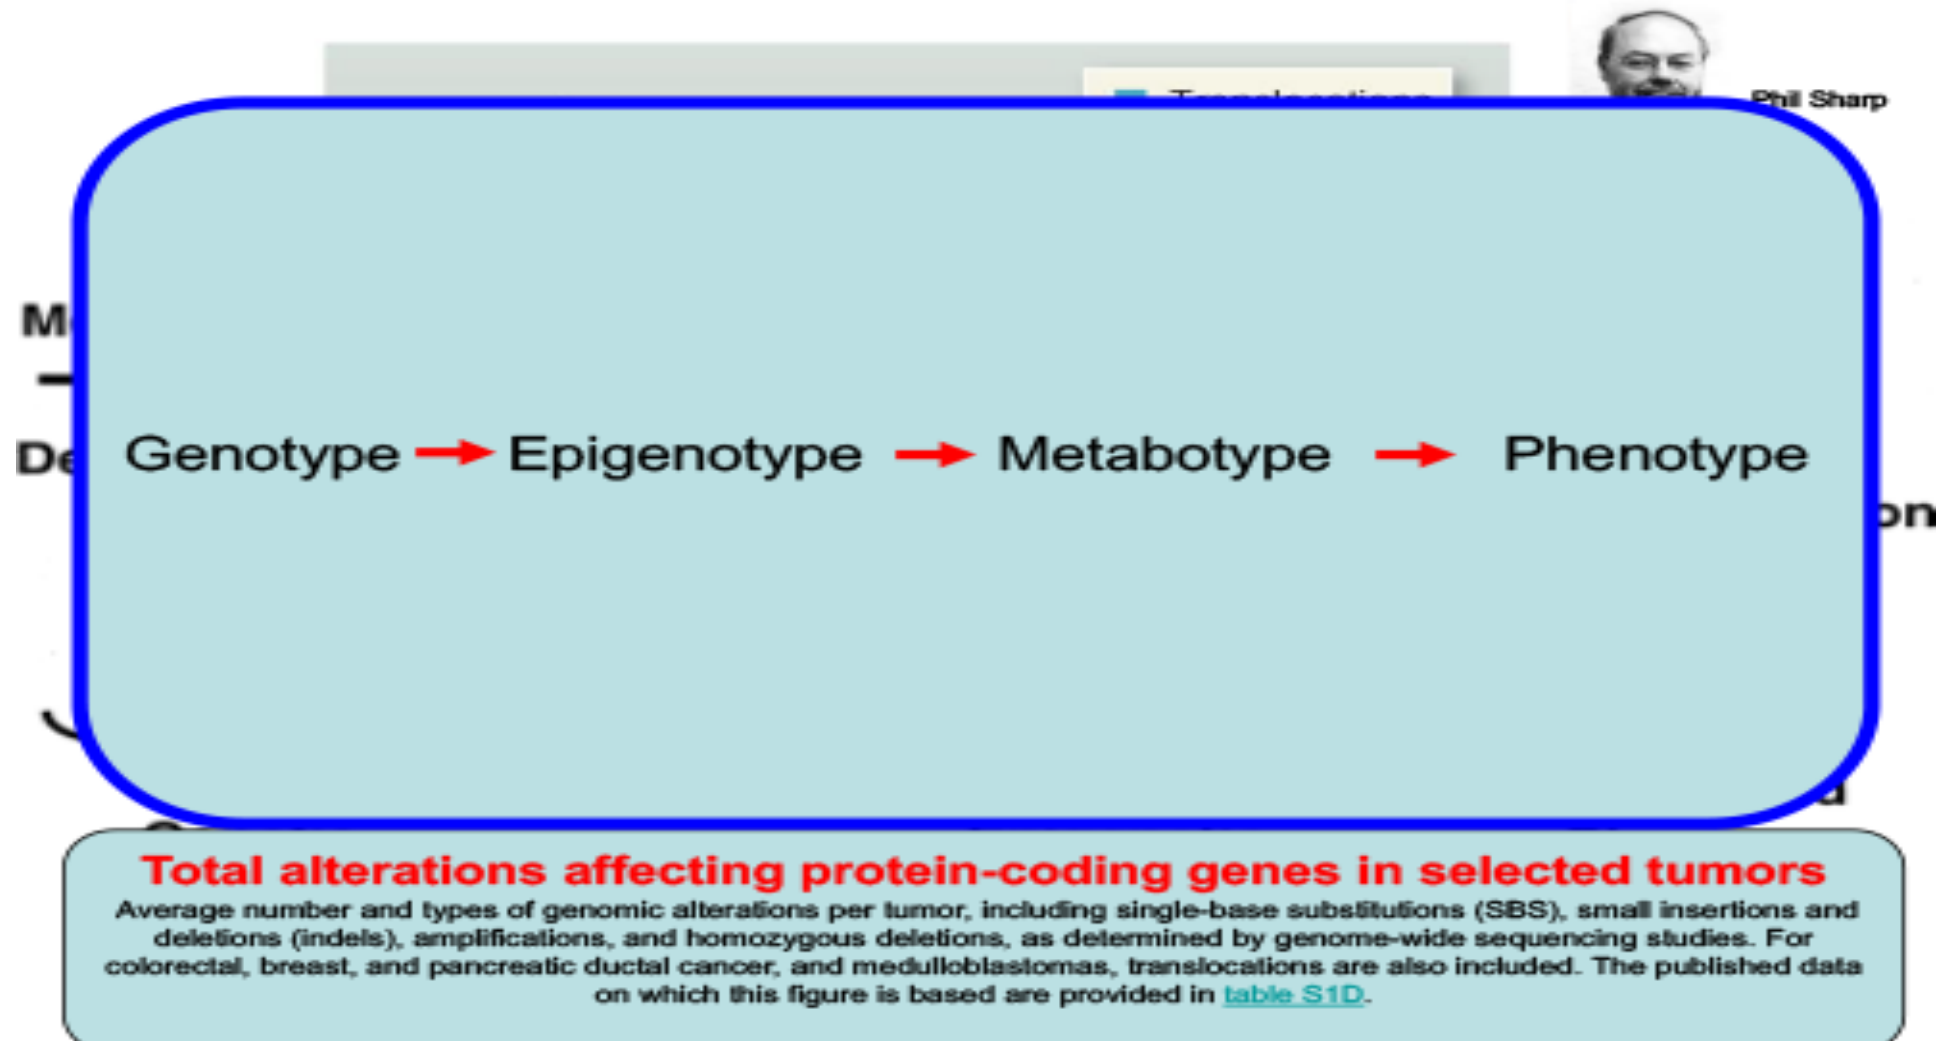 Phil Sharp
Genotype Epigenotype Metabotype Phenotype
Total alterations affecting protein-coding genes in selected tumors
Average number and types of genomic alterations per tumor, including single-base substitutions (SBS), small insertions and
deletions (indels), amplifications, and homozygous deletions, as determined by genome-wide sequencing studies. For
colorectal, breast, and pancreatic ductal cancer, and medulloblastomas, translocations are also included. The published data
on which this figure is based are provided in table S1D.